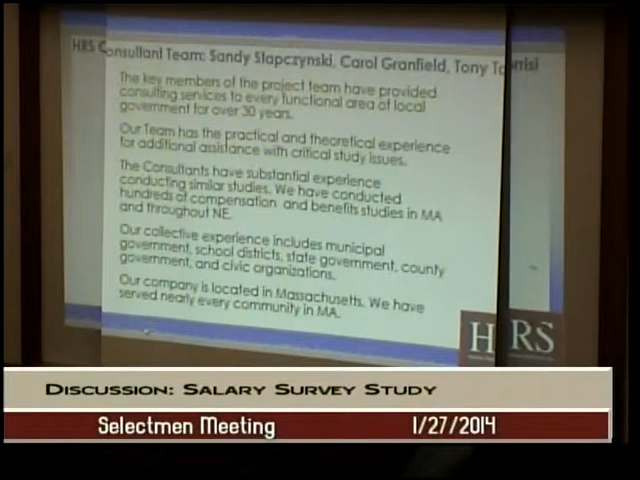 HRS Consultant Team: Sandy Stapczynski, Carol Granfield, Tony Torrisi
The key members of the project team have provided
consulting services to every functional area of local
government for over 30 years.
Our Team has the practical and theoretical experience
for additional assistance with critical study issues.
The Consultants have substantial experience
conducting similar studies. We have conducted
hundreds of compensation and benefits studies in MA
and throughout NE.
Our collective experience includes municipal
government, school districts, state government, county
government, and civic organizations.
Our company is located in Massachusetts. We have
served nearly every community in MA.
HRS
DISCUSSION: SALARY SURVEY STUDY
Selectmen Meeting 1/27/2014